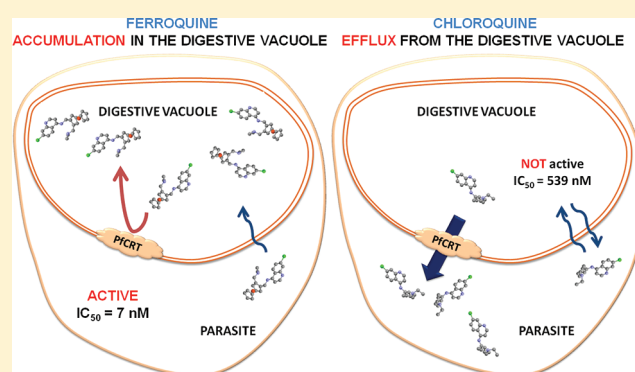 FERROQUINE
ACCUMULATION IN THE DIGESTIVE VACUOLE
DIGESTIVE VACUOLE
PfCRT
ACTIVE
IC50 = 7 nM
PARASITE
CHLOROQUINE
EFFLUX FROM THE DIGESTIVE VACUOLE
DIGESTIVE VACUOLE
NOT active
IC50 = 539 nM
PfCRT
PARASITE